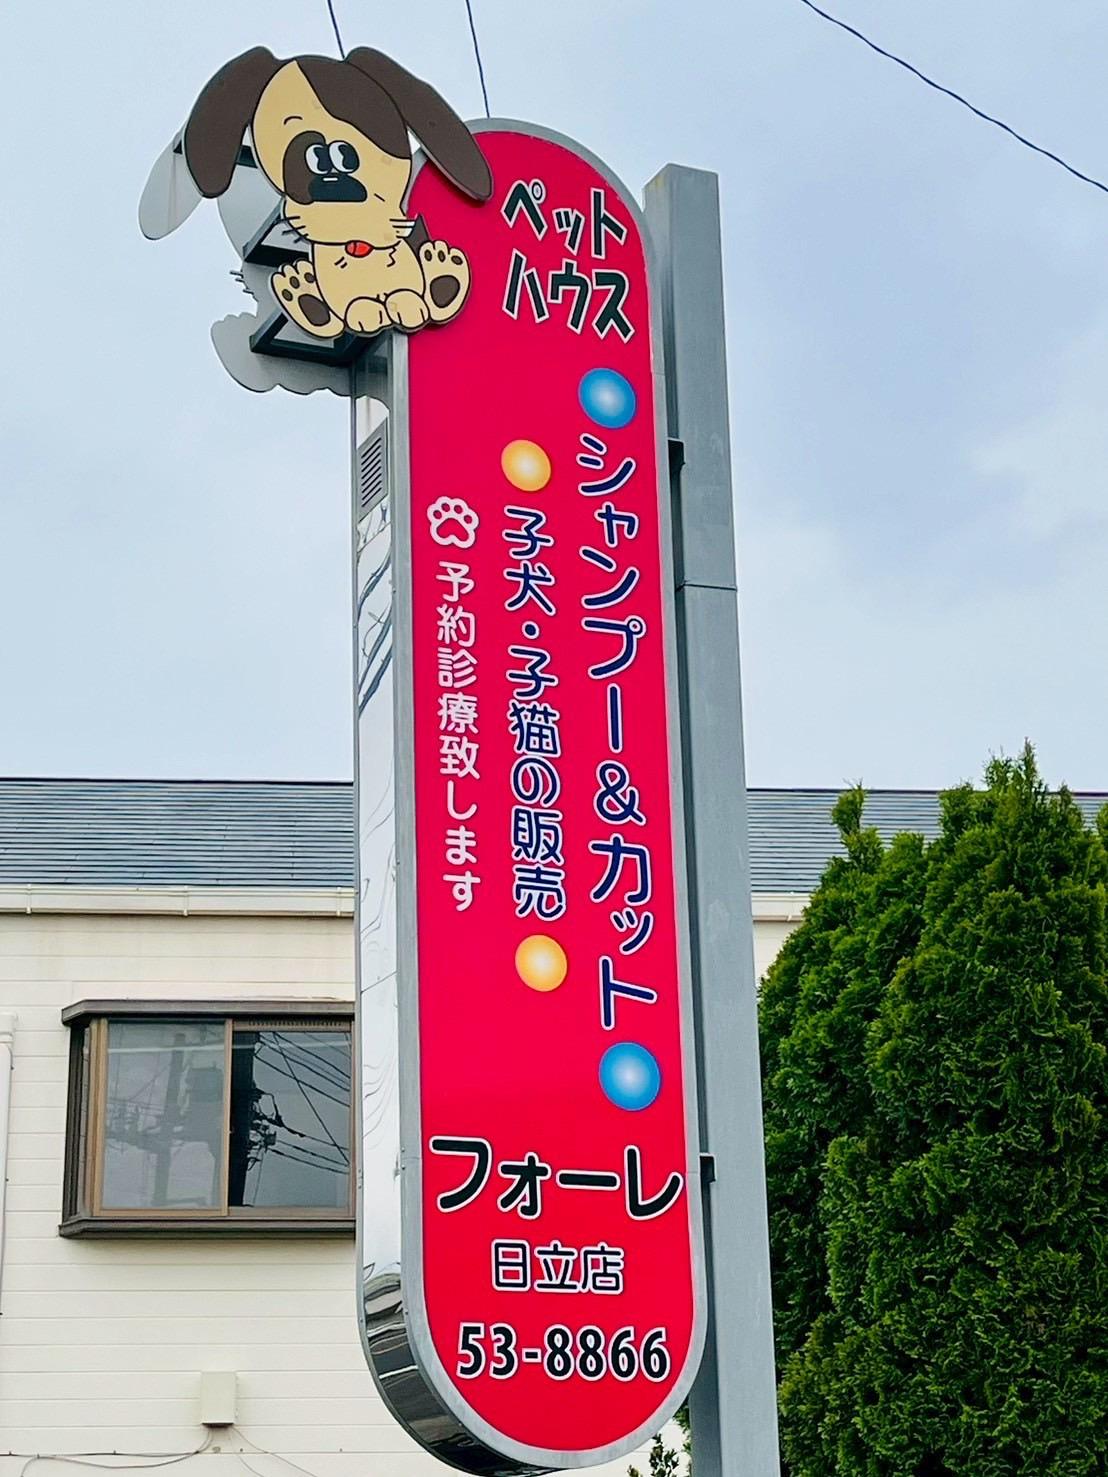 ペット
ハウス
シャンプー&カット
子犬・子猫の販売
予約診療致します
フォーレ
日立店
53-8866